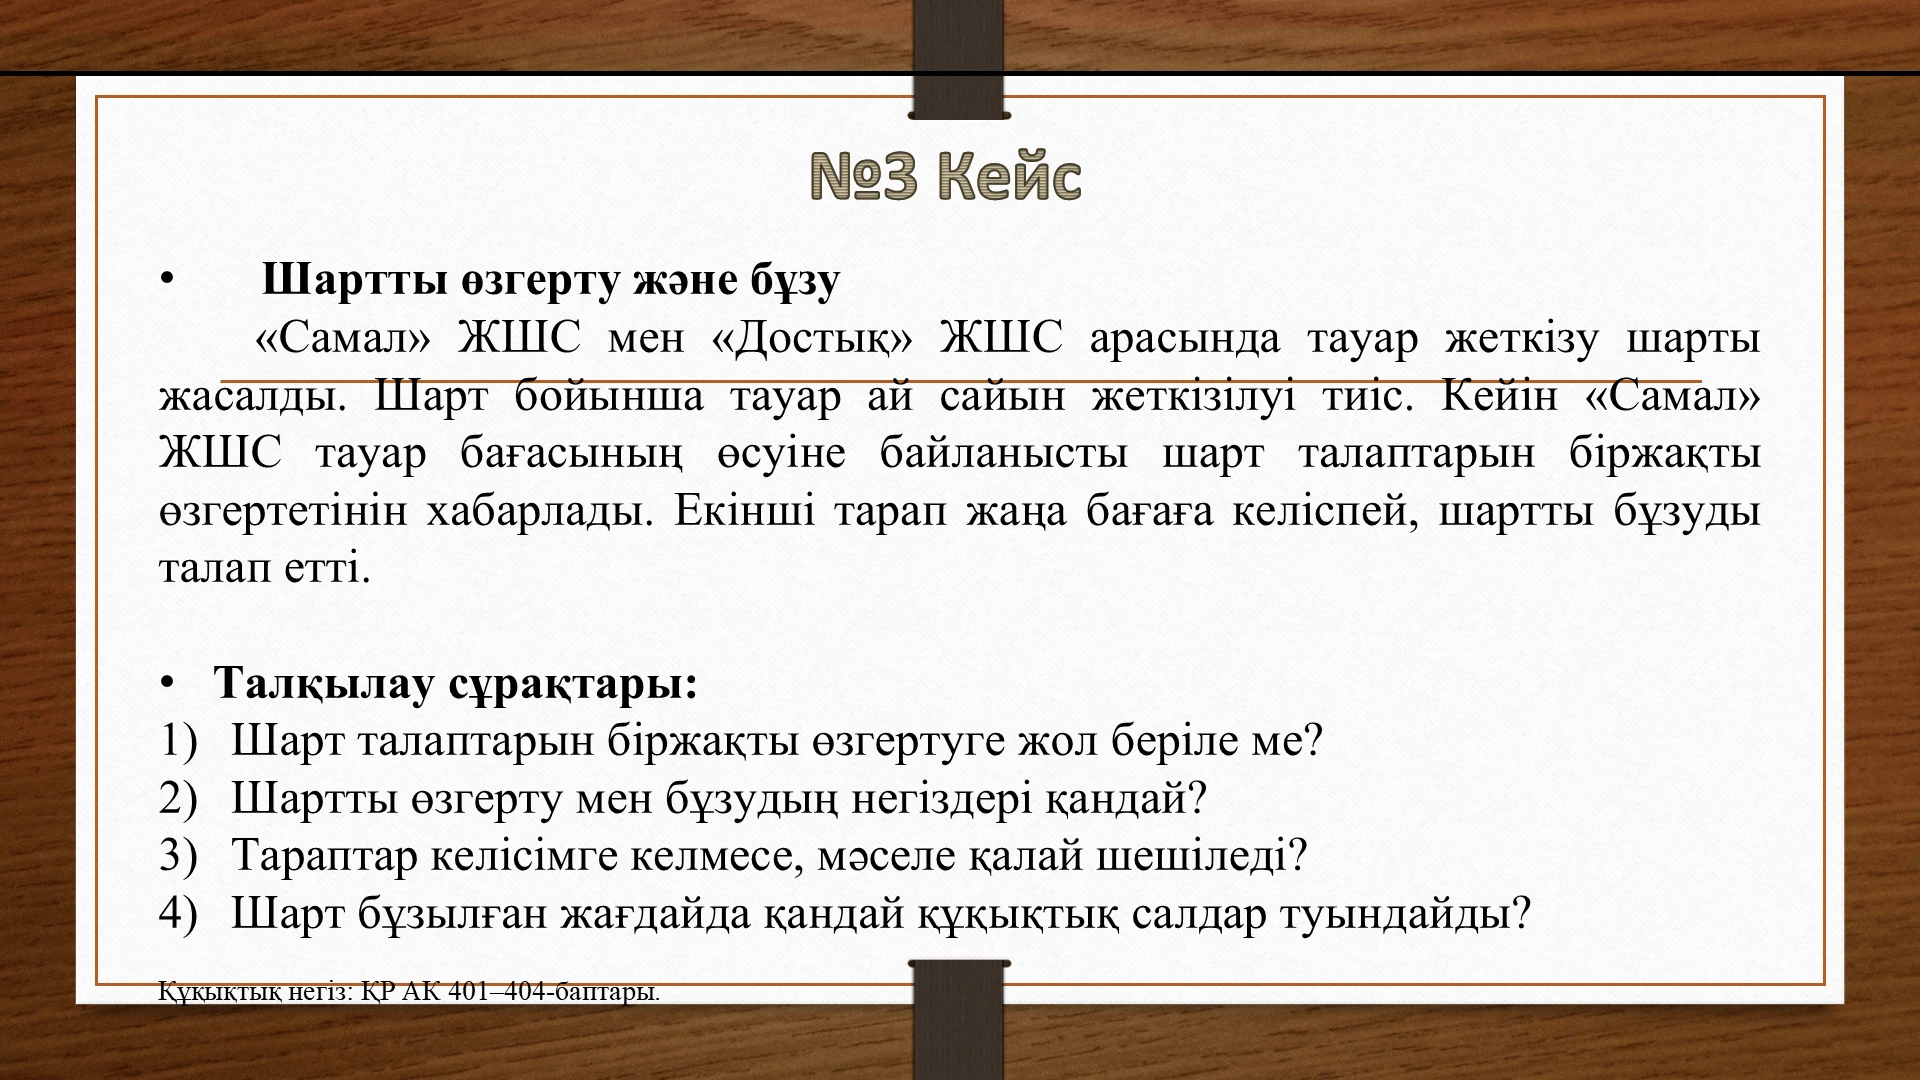 №3 Кейс
• Шартты өзгерту және бұзу
«Самал» ЖШС мен «Достық» ЖШС арасында тауар жеткізу шарты
жасалды. Шарт бойынша тауар ай сайын жеткізілуі тиіс. Кейін «Самал»
ЖШС тауар бағасының өсуіне байланысты шарт талаптарын біржақты
өзгертетінін хабарлады. Екінші тарап жаңа бағаға келіспей, шартты бұзуды
талап етті.
• Талқылау сұрақтары:
1) Шарт талаптарын біржақты өзгертуге жол беріле ме?
2) Шартты өзгерту мен бұзудың негіздері қандай?
3) Тараптар келісімге келмесе, мәселе қалай шешіледі?
4) Шарт бұзылған жағдайда қандай құқықтық салдар туындайды?
Құқықтық негіз: ҚР АК 401–404-баптары.